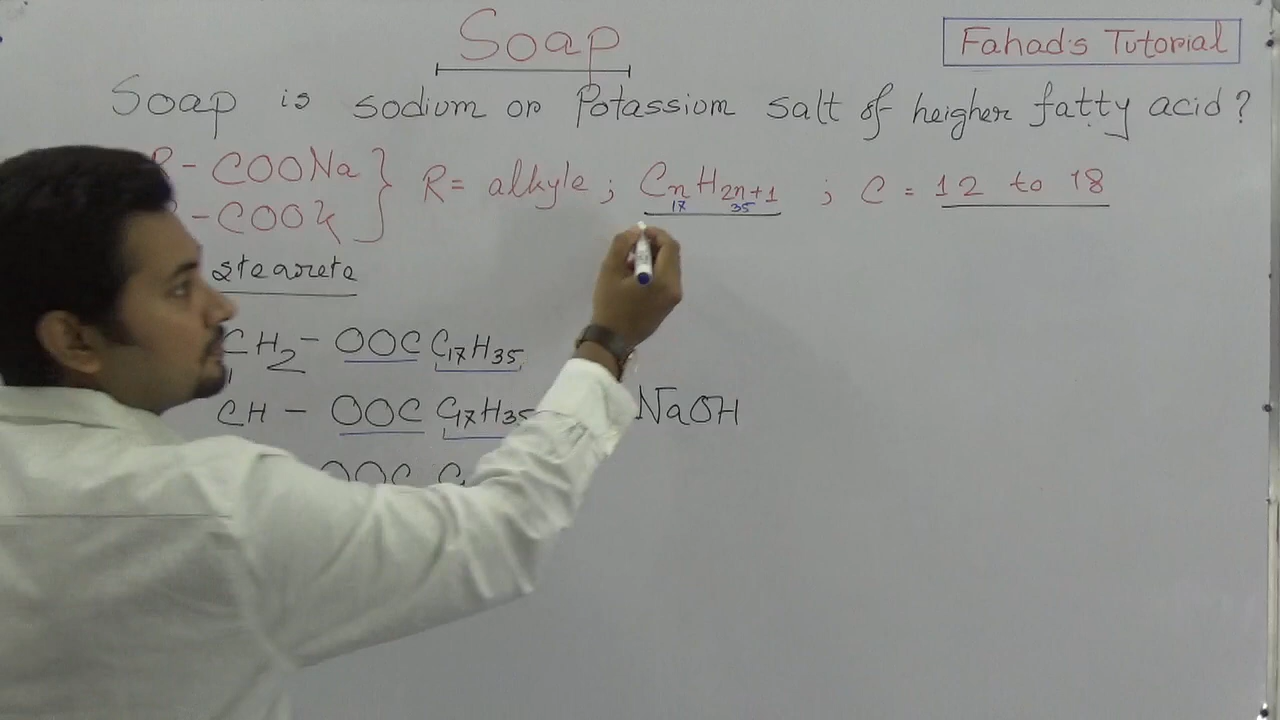 Soap
Fahad's Tutorial
Soap is sodium or Potassium salt of heigher fatty acid?
R-COONa } R = alkyle ; CnH2n+1 ; C = 12 to 18
-COOK 17 35
stearete
CH2 - OOC C17H35
CH - OOC C17H35 NaOH
OOC C